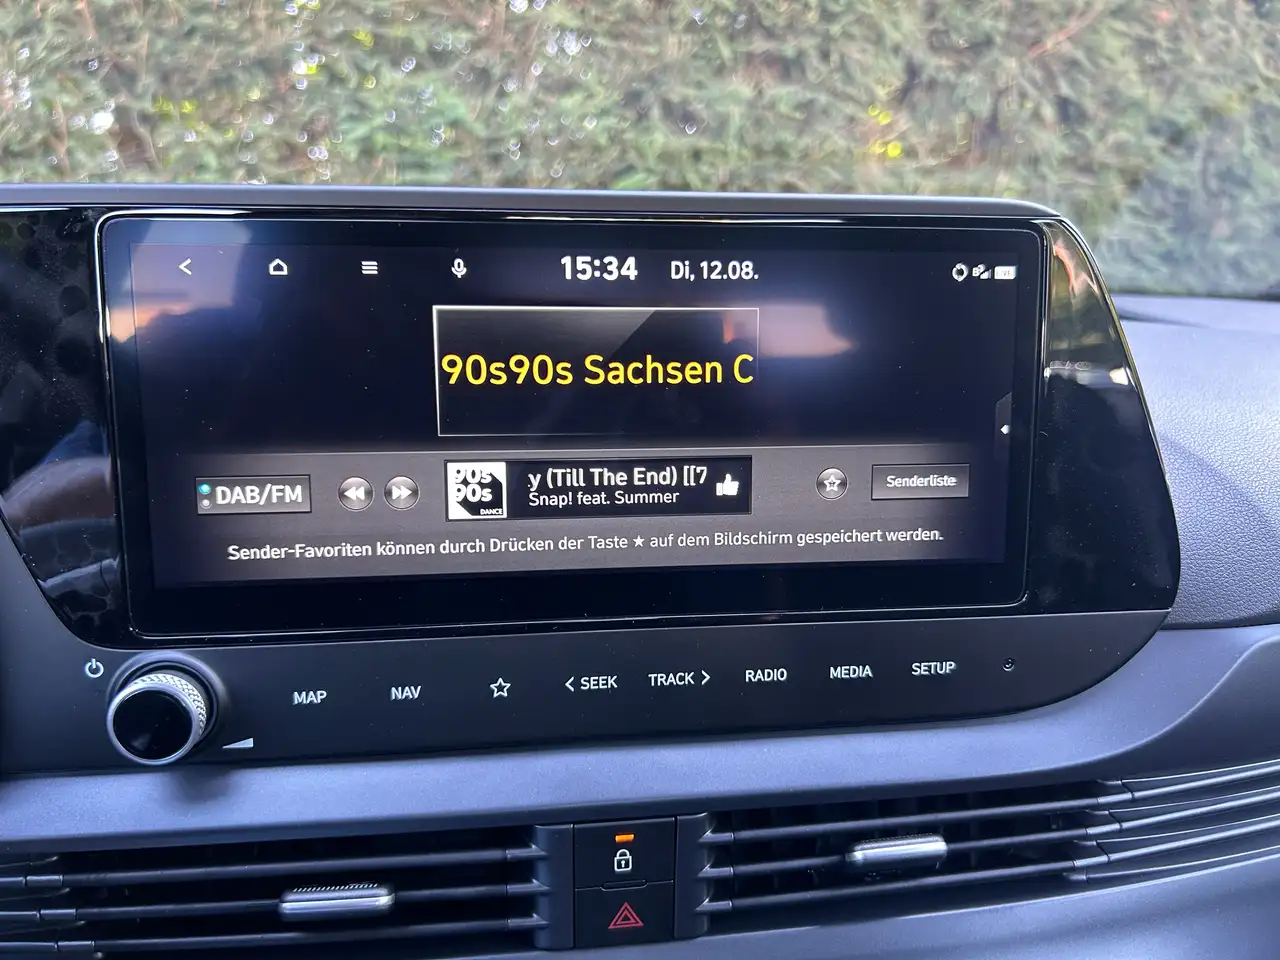 15:34 Di, 12.08.
90s90s Sachsen C
DAB/FM
90s
90s
DANCE
y (Till The End) [[7
Snap! feat. Summer
Senderliste
Sender-Favoriten können durch Drücken der Taste ★ auf dem Bildschirm gespeichert werden.
MAP NAV ☆ < SEEK TRACK > RADIO MEDIA SETUP